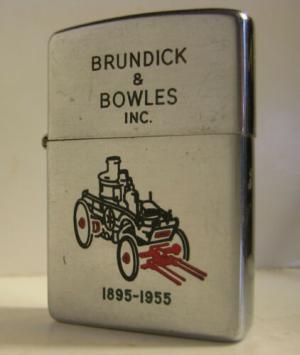 BRUNDICK
&
BOWLES
INC.
1895-1955